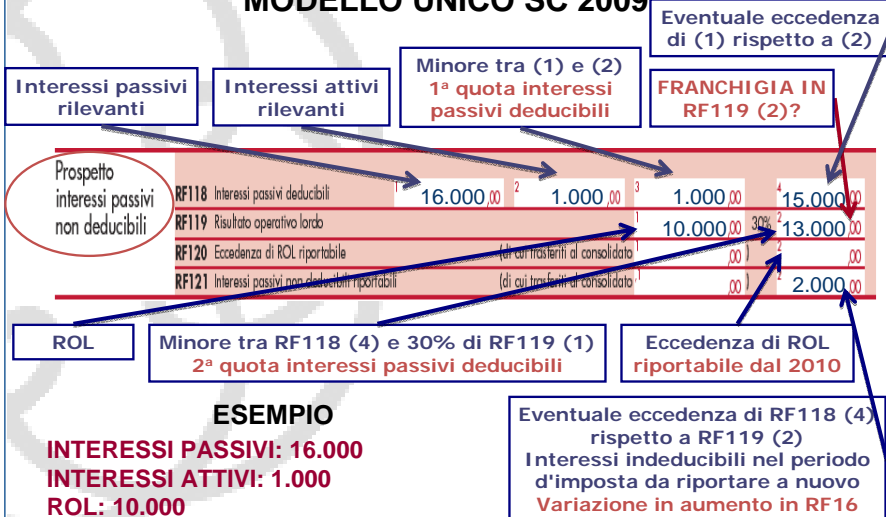 MODELLO UNICO SC 2009
Eventuale eccedenza
di (1) rispetto a (2)
Interessi passivi
rilevanti
Interessi attivi
rilevanti
Minore tra (1) e (2)
1ª quota interessi
passivi deducibili
FRANCHIGIA IN
RF119 (2)?
Prospetto
interessi passivi
non deducibili
RF118 Interessi passivi deducibili 1 16.000,00 2 1.000,00 3 1.000,00 4 15.000,00
RF119 Risultato operativo lordo 1 10.000,00 30% 2 13.000,00
RF120 Eccedenza di ROL riportabile (di cui trasferiti al consolidato 1 ,00 ) 2 ,00
RF121 Interessi passivi non deducibili riportabili (di cui trasferiti al consolidato 1 ,00 ) 2 2.000,00
ROL
Minore tra RF118 (4) e 30% di RF119 (1)
2ª quota interessi passivi deducibili
Eccedenza di ROL
riportabile dal 2010
ESEMPIO
INTERESSI PASSIVI: 16.000
INTERESSI ATTIVI: 1.000
ROL: 10.000
Eventuale eccedenza di RF118 (4)
rispetto a RF119 (2)
Interessi indeducibili nel periodo
d'imposta da riportare a nuovo
Variazione in aumento in RF16